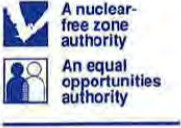 A nuclear-
free zone
authority
An equal
opportunities
authority